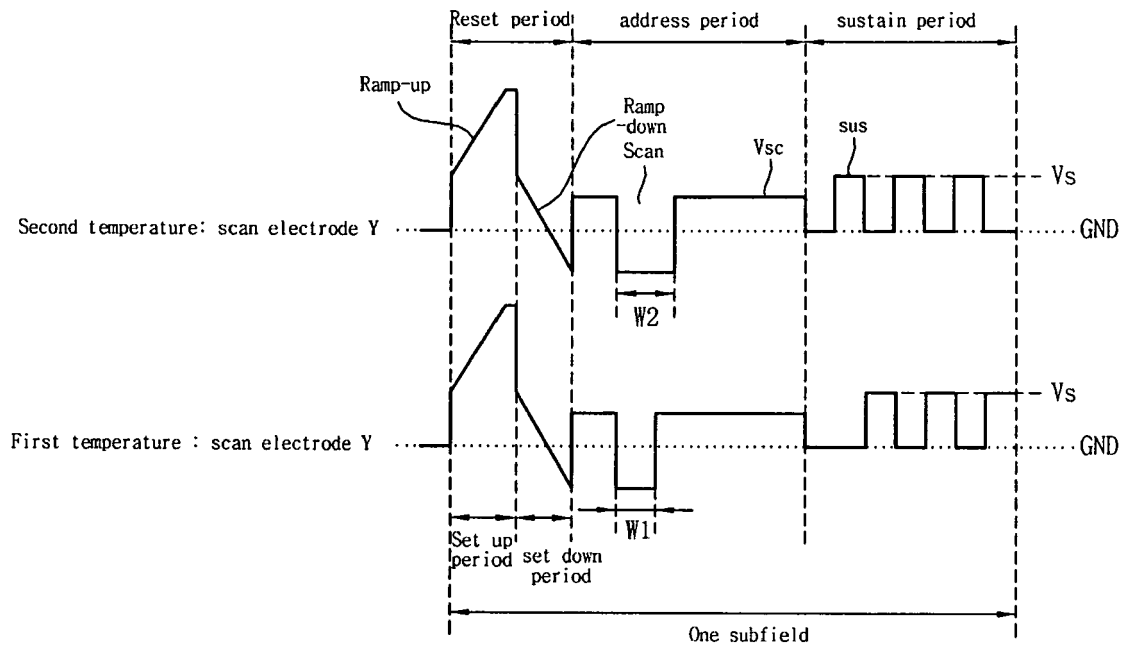 Reset period
address period
sustain period
Ramp-up
Ramp
-down
Scan
Vsc
sus
Vs
Second temperature: scan electrode Y
GND
W2
Vs
First temperature : scan electrode Y
GND
W1
Set up
period
set down
period
One subfield